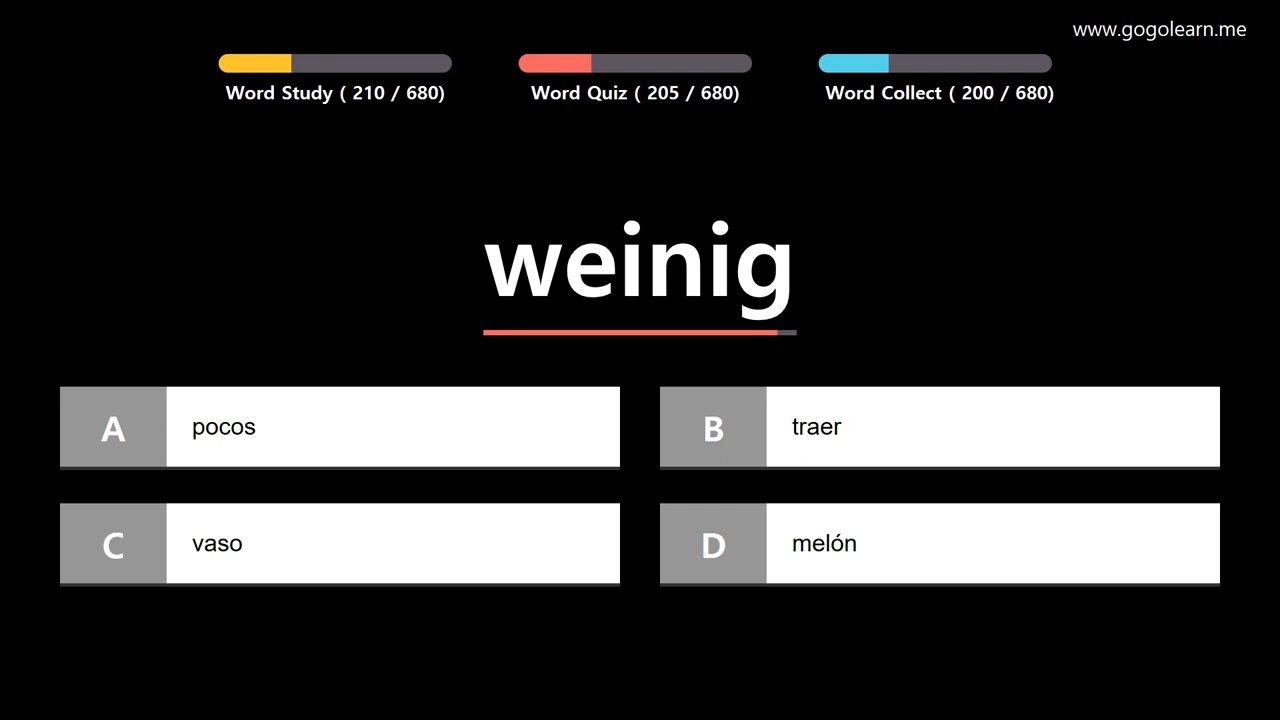 www.gogolearn.me
Word Study ( 210 / 680)
Word Quiz ( 205 / 680)
Word Collect ( 200 / 680)
weinig
A pocos
B traer
C vaso
D melón